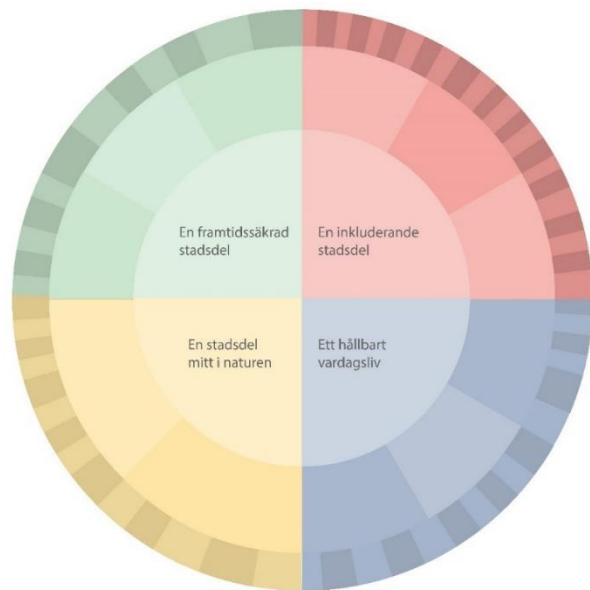 En framtidssäkrad
stadsdel
En inkluderande
stadsdel
En stadsdel
mitt i naturen
Ett hållbart
vardagsliv